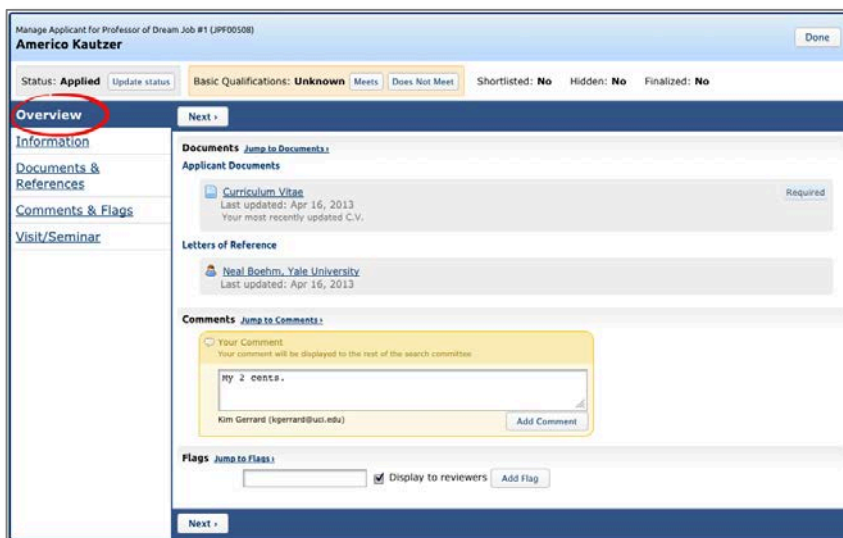 Manage Applicant for Professor of Dream Job #1 (JPF00508)
Americo Kautzer
Done
Status: Applied Update status Basic Qualifications: Unknown Meets Does Not Meet Shortlisted: No Hidden: No Finalized: No
Overview
Information
Documents &
References
Comments & Flags
Visit/Seminar
Next ›
Documents Jump to Documents ›
Applicant Documents
Curriculum Vitae Required
Last updated: Apr 16, 2013
Your most recently updated C.V.
Letters of Reference
Neal Boehm, Yale University
Last updated: Apr 16, 2013
Comments Jump to Comments ›
Your Comment
Your comment will be displayed to the rest of the search committee
My 2 cents.
Kim Gerrard (kgerrard@uci.edu) Add Comment
Flags Jump to Flags ›
Display to reviewers Add Flag
Next ›